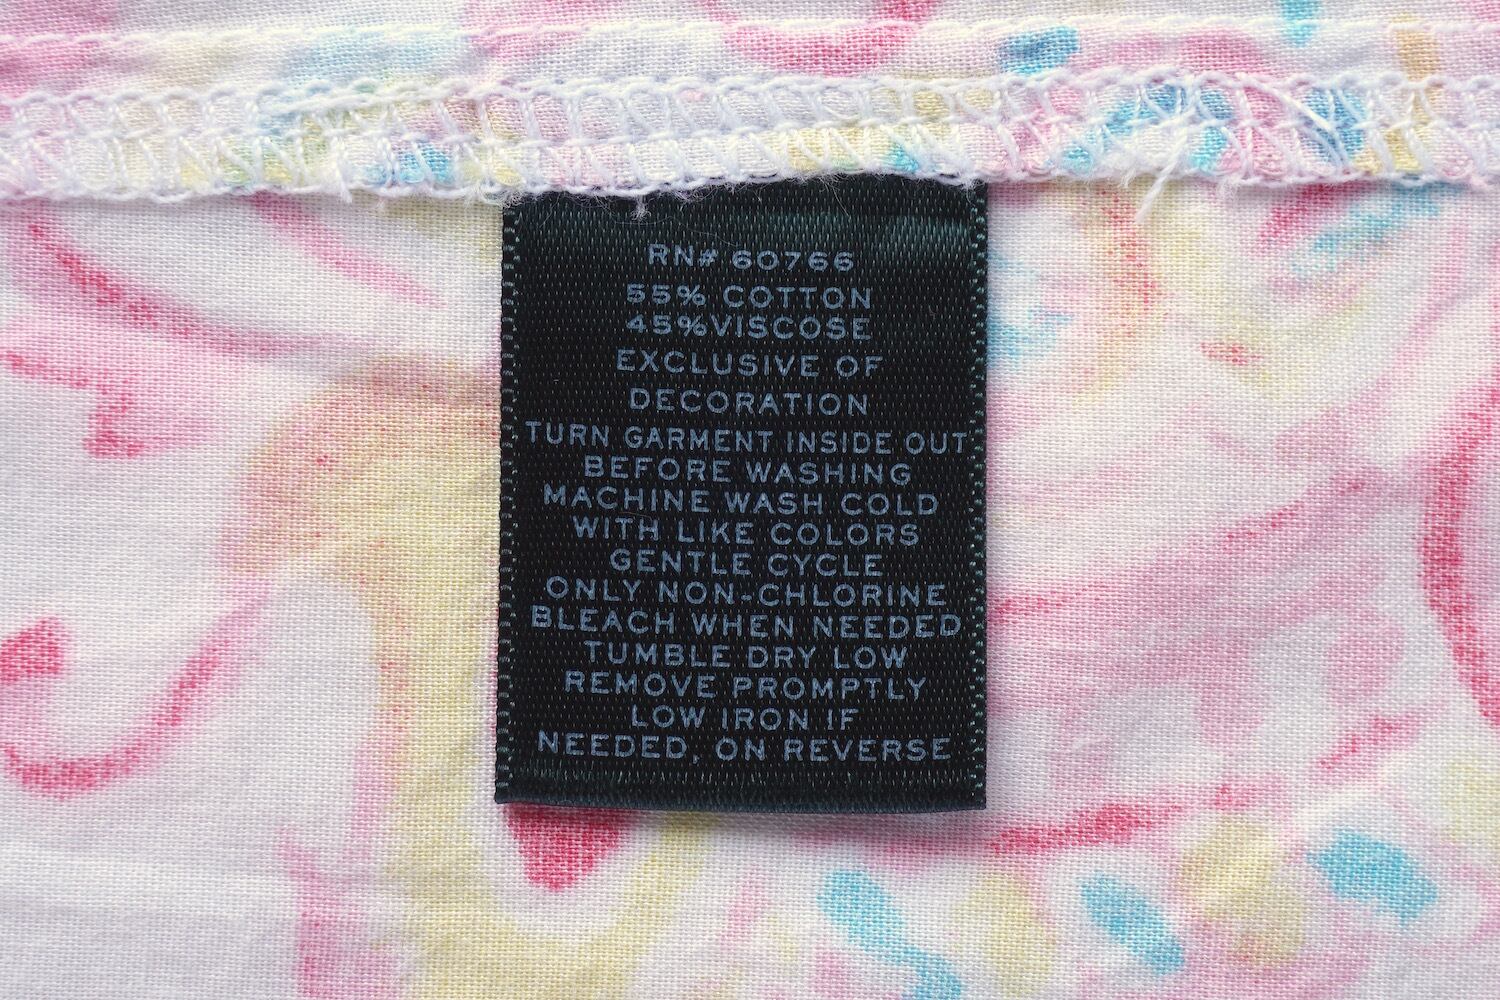 RN# 60766
55% COTTON
45%VISCOSE
EXCLUSIVE OF
DECORATION
TURN GARMENT INSIDE OUT
BEFORE WASHING
MACHINE WASH COLD
WITH LIKE COLORS
GENTLE CYCLE
ONLY NON-CHLORINE
BLEACH WHEN NEEDED
TUMBLE DRY LOW
REMOVE PROMPTLY
LOW IRON IF
NEEDED, ON REVERSE